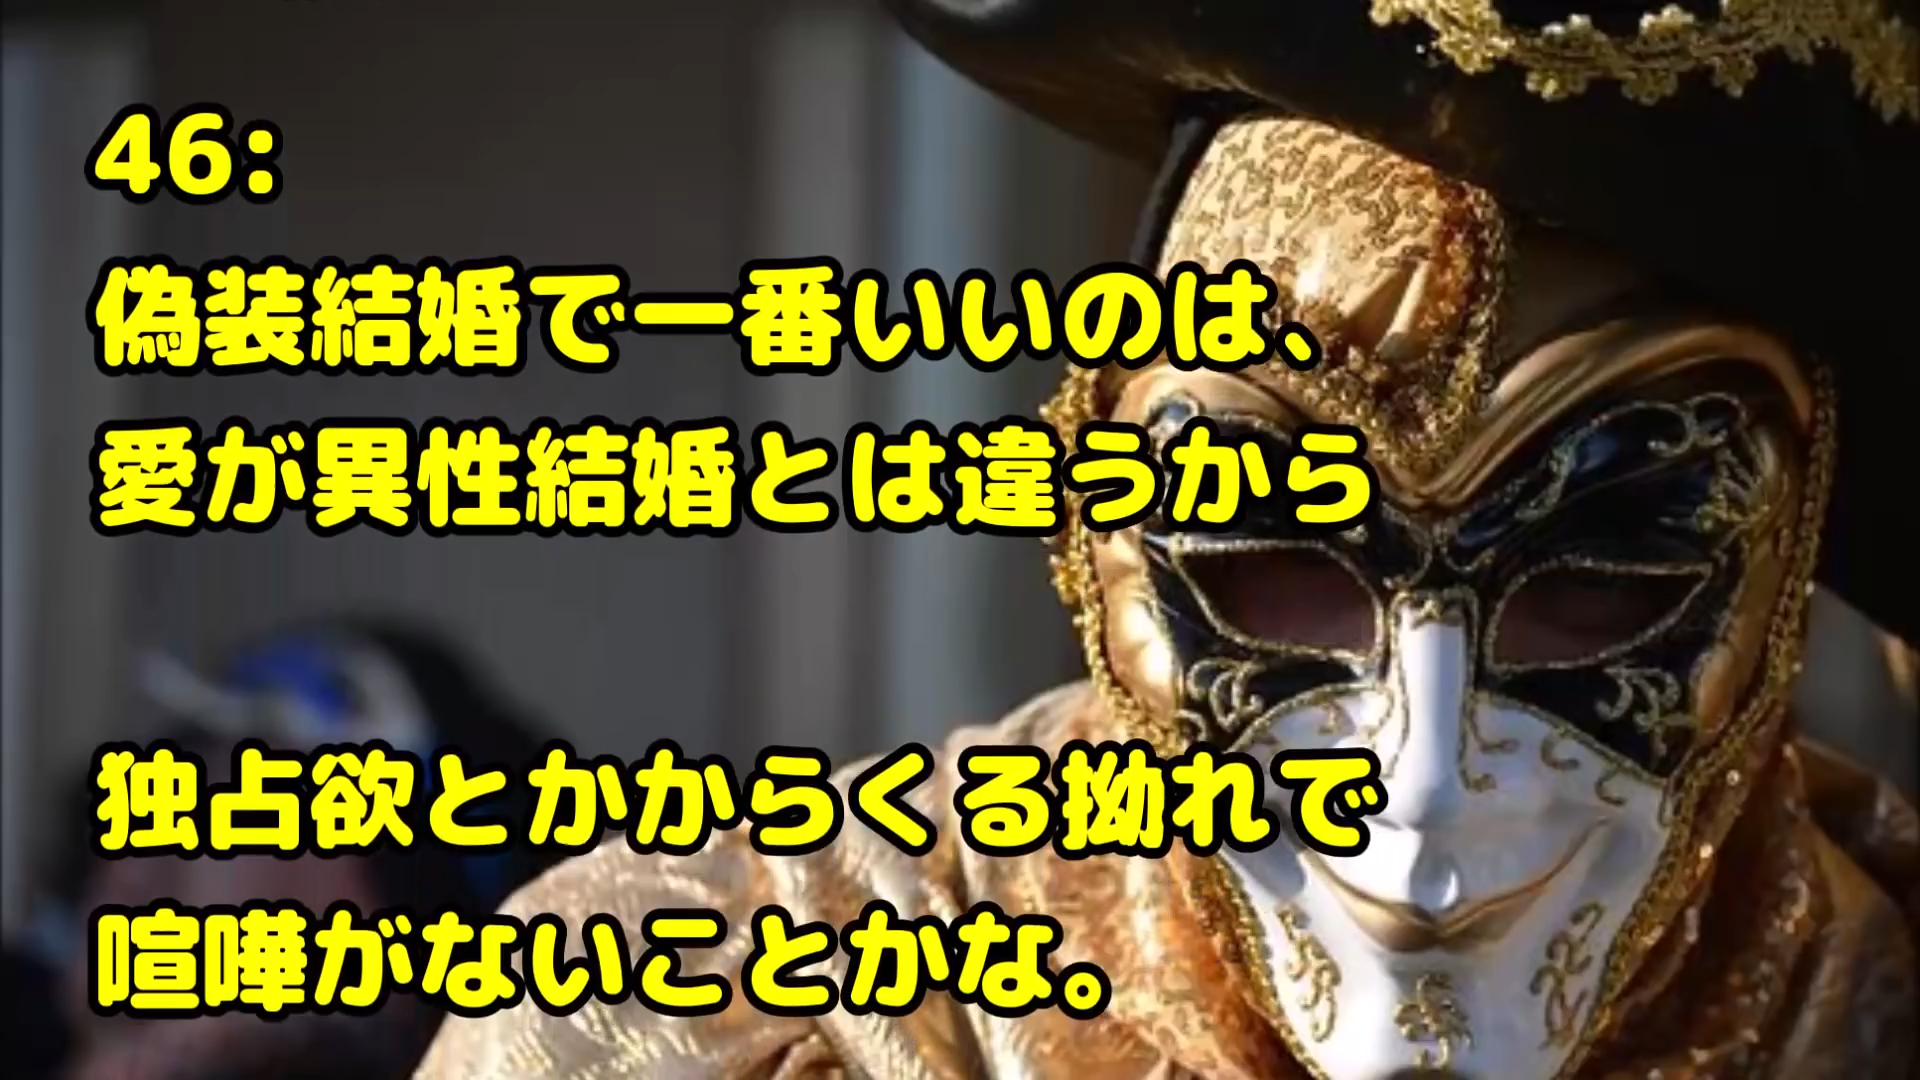 46:
偽装結婚で一番いいのは、
愛が異性結婚とは違うから
独占欲とかからくる拗れで
喧嘩がないことかな。